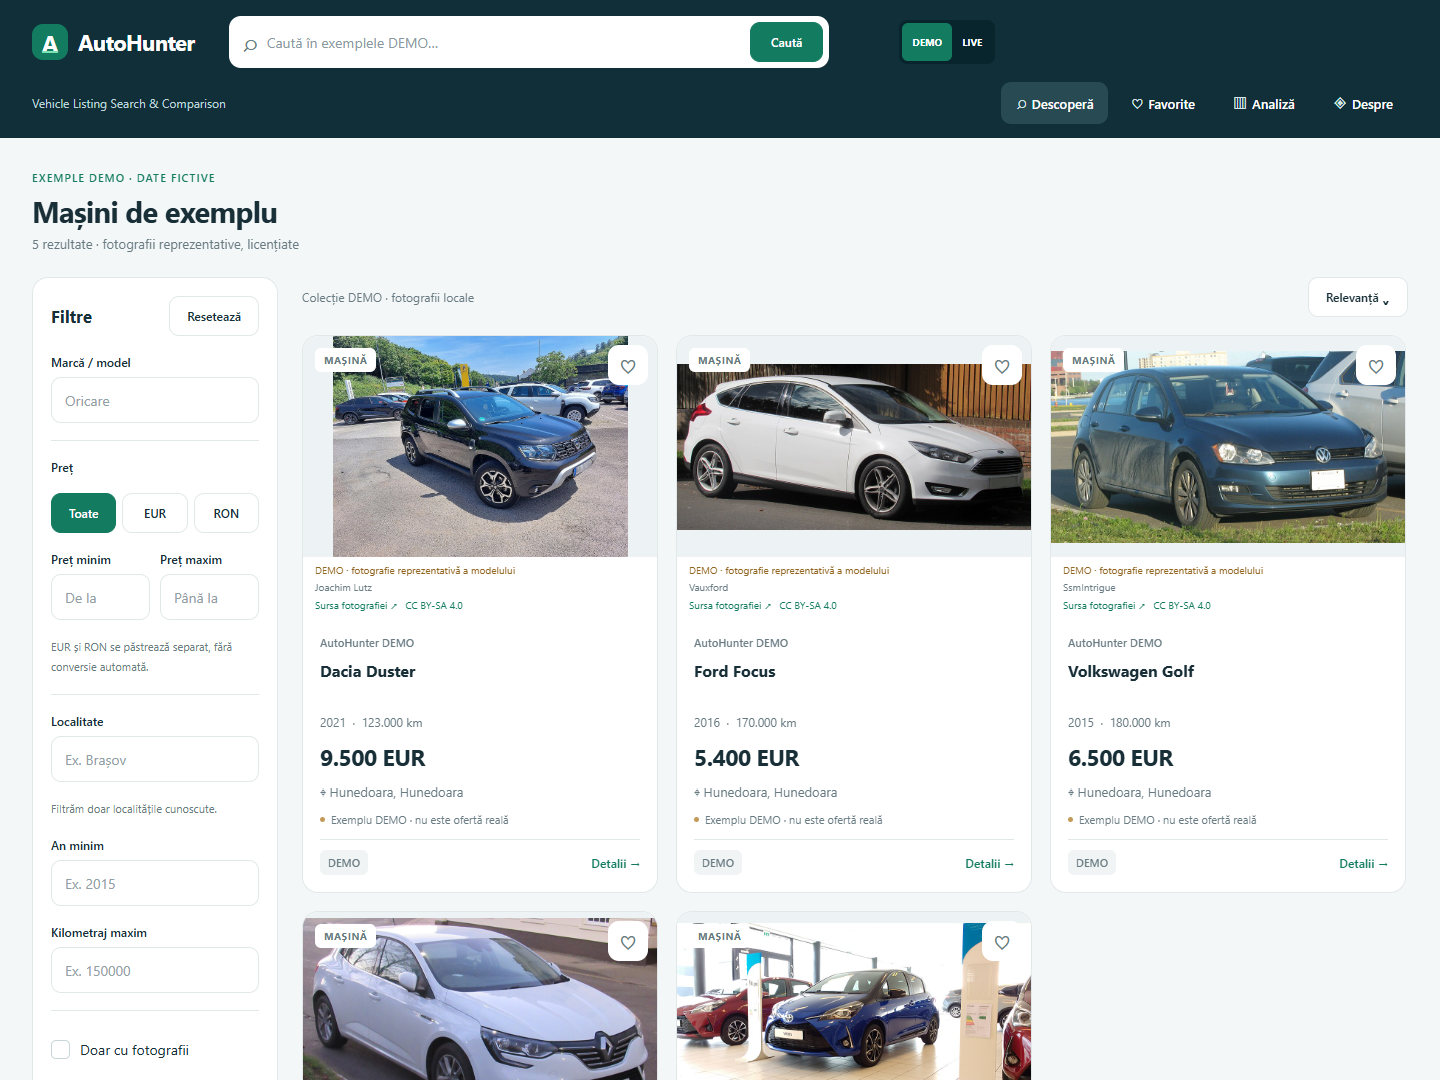 A AutoHunter
Caută în exemplele DEMO...
Caută
DEMO LIVE
Vehicle Listing Search & Comparison
Descoperă
Favorite
Analiză
Despre
EXEMPLE DEMO · DATE FICTIVE
Mașini de exemplu
5 rezultate · fotografii reprezentative, licențiate
Filtre
Resetează
Marcă / model
Oricare
Preț
Toate EUR RON
Preț minim Preț maxim
De la Până la
EUR și RON se păstrează separat, fără
conversie automată.
Localitate
Ex. Brașov
Filtrăm doar localitățile cunoscute.
An minim
Ex. 2015
Kilometraj maxim
Ex. 150000
Doar cu fotografii
Colecție DEMO · fotografii locale
Relevanță
MAȘINĂ
DEMO · fotografie reprezentativă a modelului
Joachim Lutz
Sursa fotografiei ↗ CC BY-SA 4.0
AutoHunter DEMO
Dacia Duster
2021 · 123.000 km
9.500 EUR
⌖ Hunedoara, Hunedoara
Exemplu DEMO · nu este ofertă reală
DEMO
Detalii →
MAȘINĂ
DEMO · fotografie reprezentativă a modelului
Vauxford
Sursa fotografiei ↗ CC BY-SA 4.0
AutoHunter DEMO
Ford Focus
2016 · 170.000 km
5.400 EUR
⌖ Hunedoara, Hunedoara
Exemplu DEMO · nu este ofertă reală
DEMO
Detalii →
MAȘINĂ
DEMO · fotografie reprezentativă a modelului
SsmIntrigue
Sursa fotografiei ↗ CC BY-SA 4.0
AutoHunter DEMO
Volkswagen Golf
2015 · 180.000 km
6.500 EUR
⌖ Hunedoara, Hunedoara
Exemplu DEMO · nu este ofertă reală
DEMO
Detalii →
MAȘINĂ
MAȘINĂ